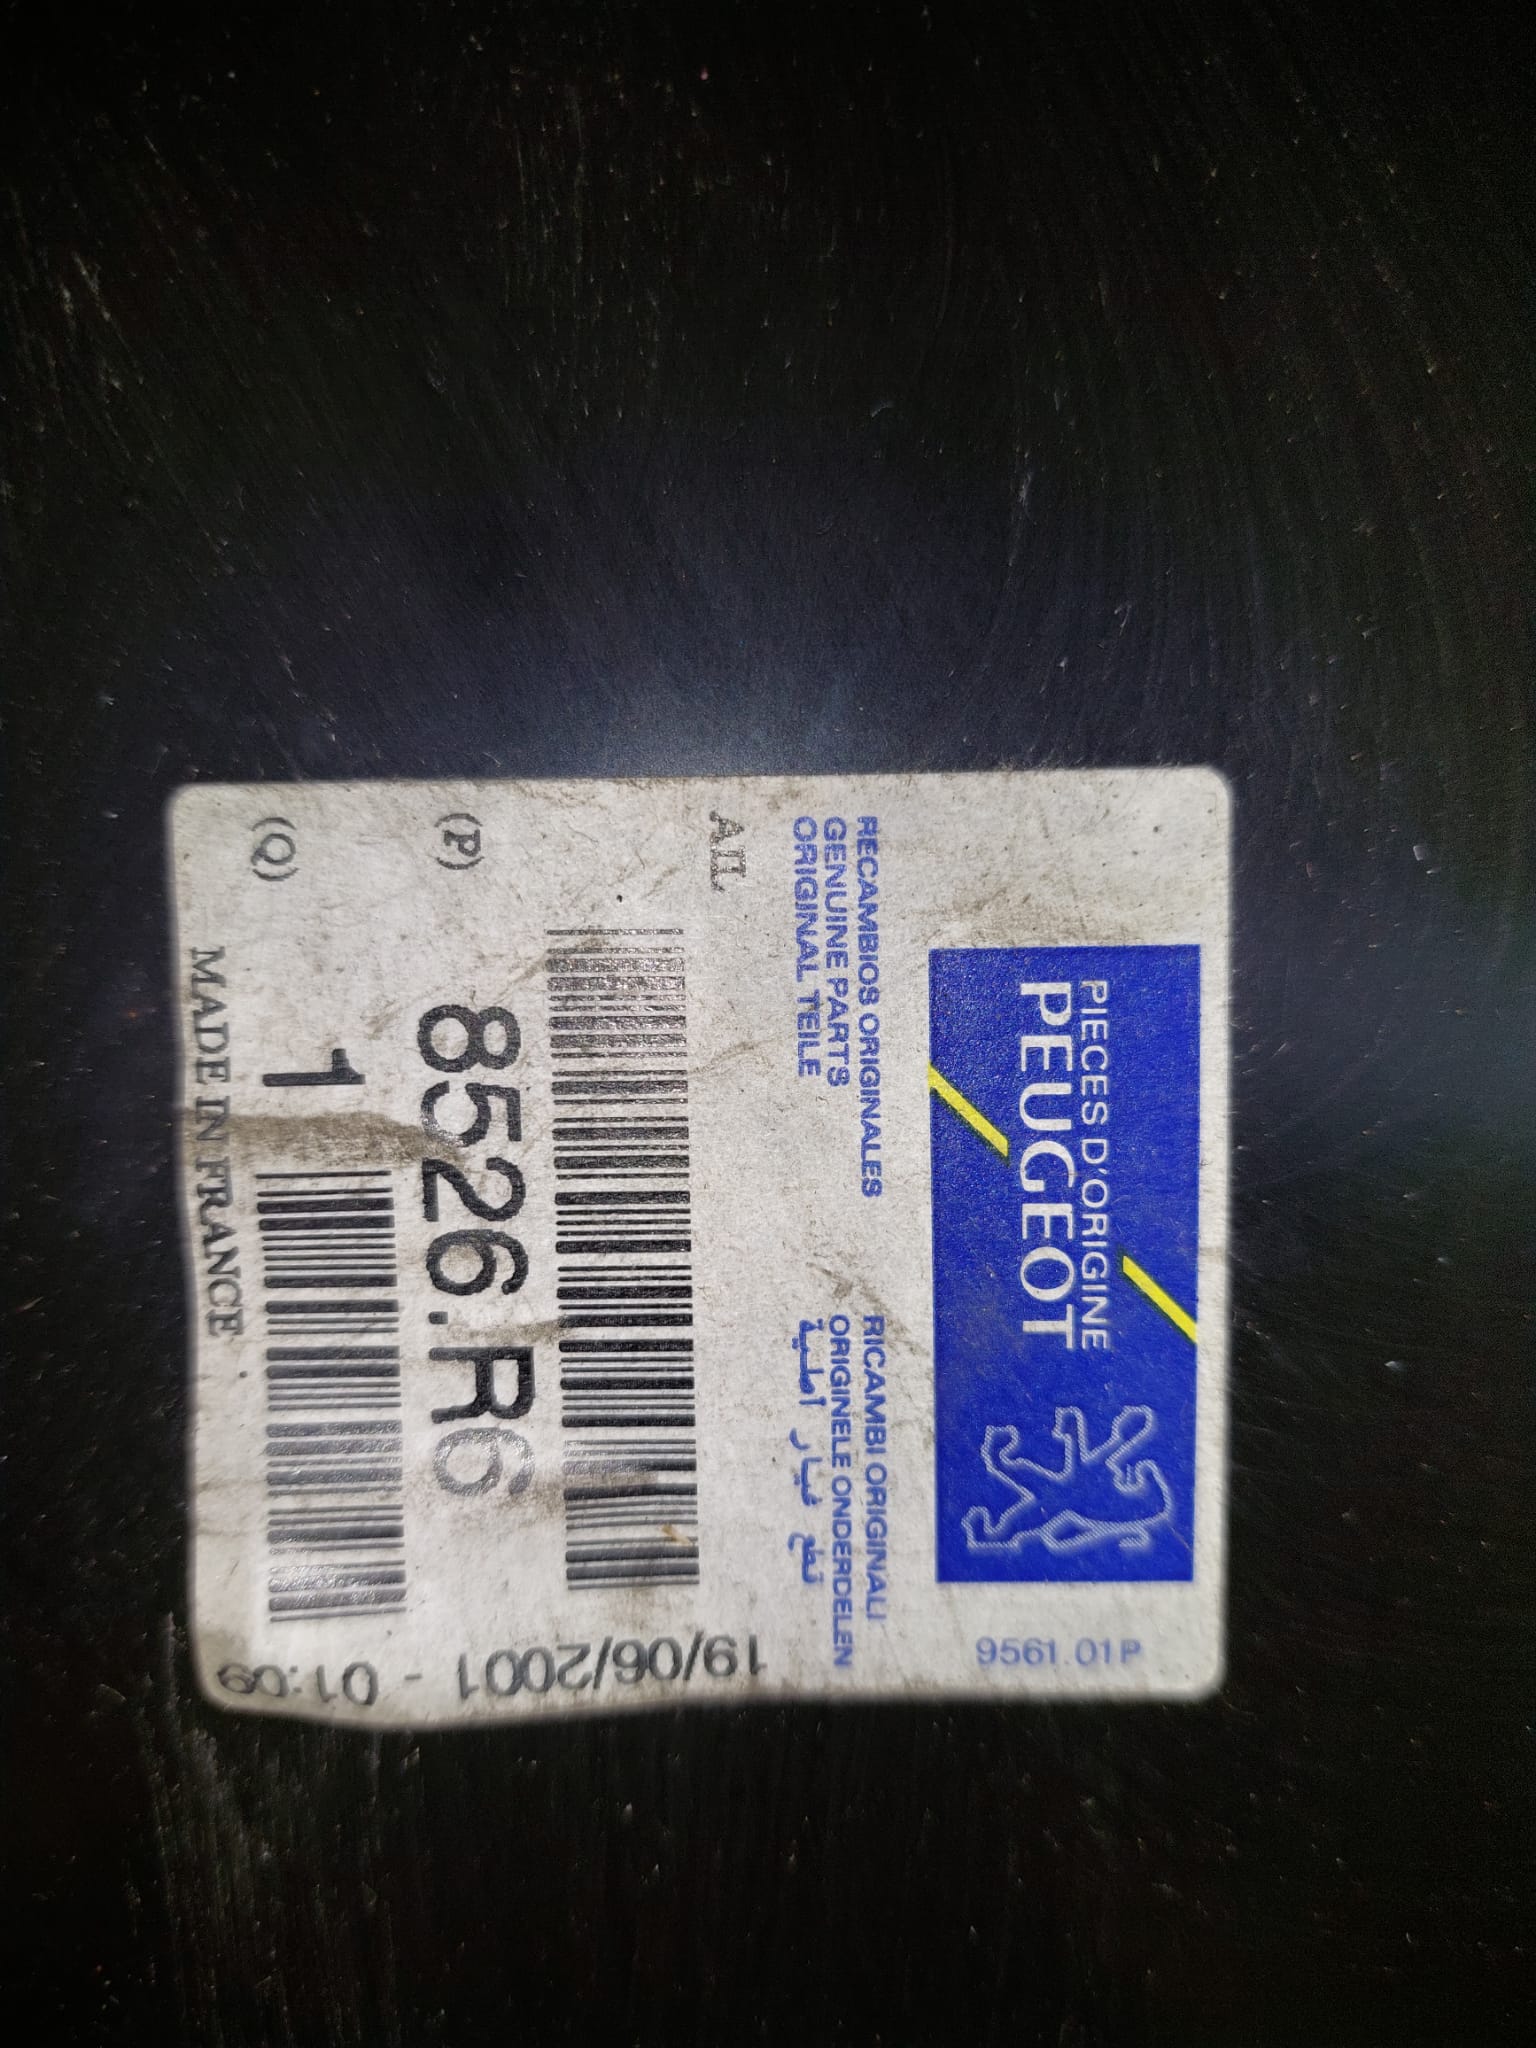 PIECES D'ORIGINE
PEUGEOT
9561.01P
RECAMBIOS ORIGINALES
GENUINE PARTS
ORIGINAL TEILE
RICAMBI ORIGINALI
ORIGINELE ONDERDELEN
قطع غيار أصلية
AIL
19/06/2001 - 01:09
(P)
8526.R6
(Q)
1
MADE IN FRANCE